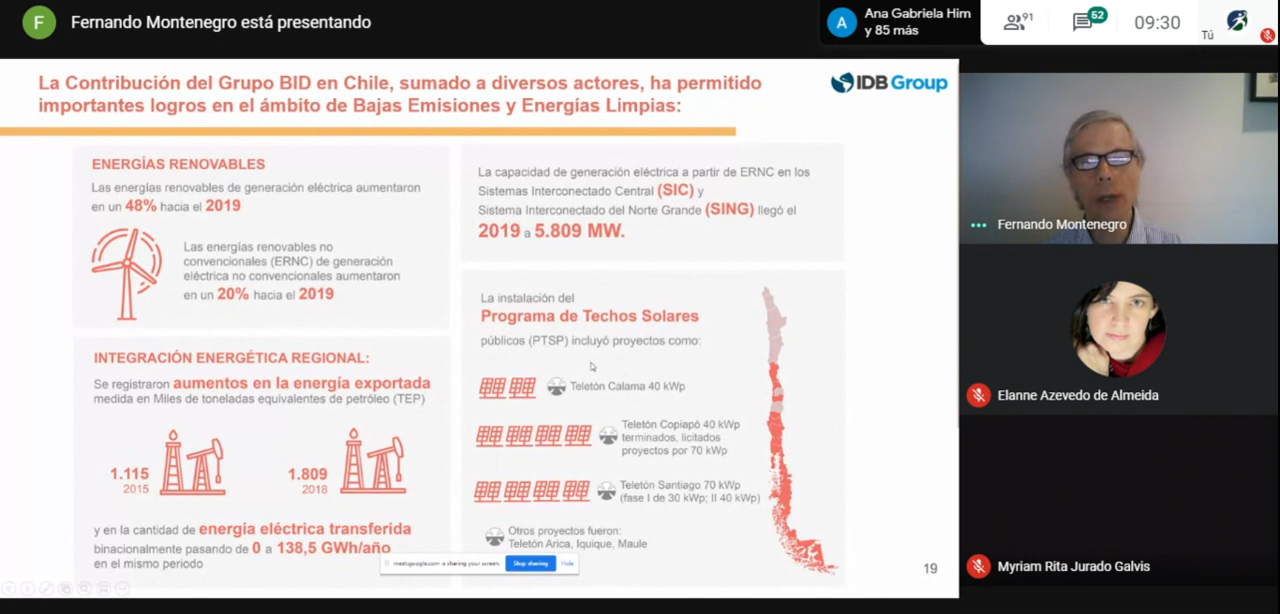 F
Fernando Montenegro está presentando
A
Ana Gabriela Him
y 85 más
91
52
09:30
Tú
La Contribución del Grupo BID en Chile, sumado a diversos actores, ha permitido
importantes logros en el ámbito de Bajas Emisiones y Energías Limpias:
IDB Group
ENERGÍAS RENOVABLES
Las energías renovables de generación eléctrica aumentaron
en un 48% hacia el 2019
Las energías renovables no
convencionales (ERNC) de generación
eléctrica no convencionales aumentaron
en un 20% hacia el 2019
La capacidad de generación eléctrica a partir de ERNC en los
Sistemas Interconectado Central (SIC) y
Sistema Interconectado del Norte Grande (SING) llegó el
2019 a 5.809 MW.
INTEGRACIÓN ENERGÉTICA REGIONAL:
Se registraron aumentos en la energía exportada
medida en Miles de toneladas equivalentes de petróleo (TEP)
1.115
2015
1.809
2018
y en la cantidad de energía eléctrica transferida
binacionalmente pasando de 0 a 138,5 GWh/año
en el mismo periodo
La instalación del
Programa de Techos Solares
públicos (PTSP) incluyó proyectos como:
Teletón Calama 40 kWp
Teletón Copiapó 40 kWp
terminados, licitados
proyectos por 70 kWp
Teletón Santiago 70 kWp
(fase I de 30 kWp; II 40 kWp)
Otros proyectos fueron:
Teletón Arica, Iquique, Maule
meet.google.com is sharing your screen.
Stop sharing
Hide
19
Fernando Montenegro
Elanne Azevedo de Almeida
Myriam Rita Jurado Galvis